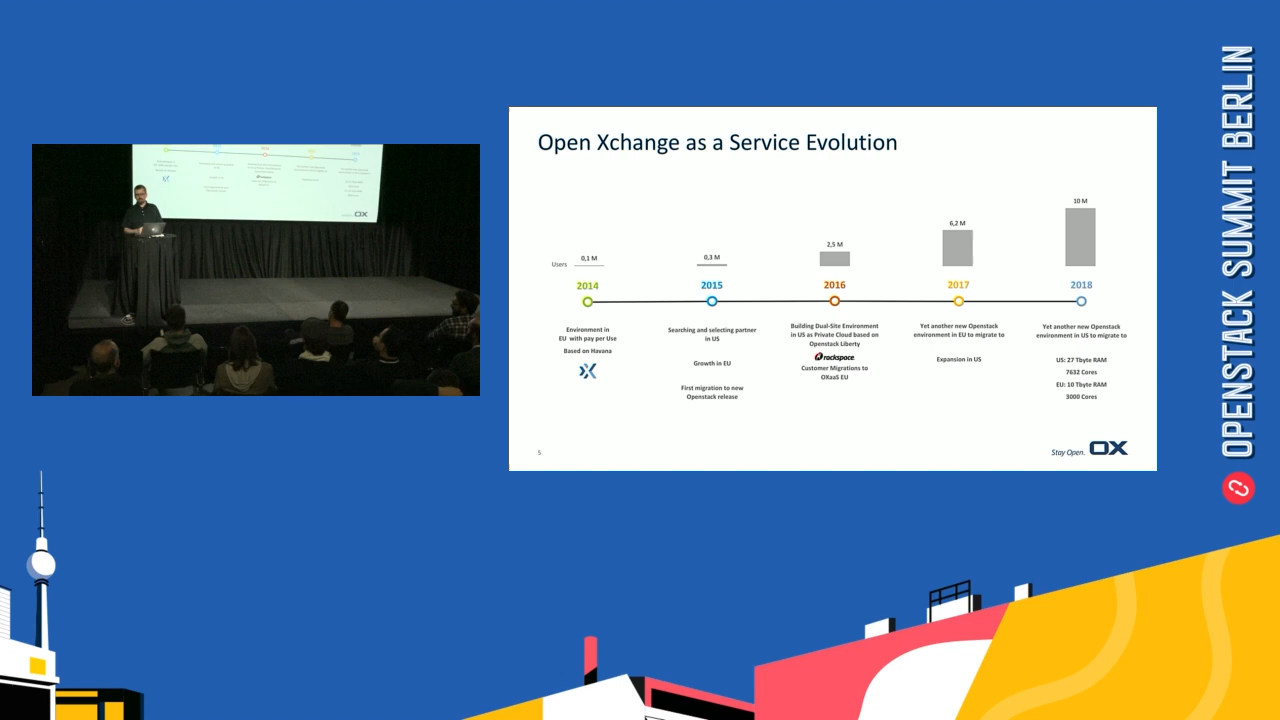 Open Xchange as a Service Evolution
Users
0,1 M
0,3 M
2,5 M
6,2 M
10 M
2014
2015
2016
2017
2018
Environment in
EU with pay per Use
Based on Havana
Searching and selecting partner
in US
Growth in EU
First migration to new
Openstack release
Building Dual-Site Environment
in US as Private Cloud based on
Openstack Liberty
rackspace
Customer Migrations to
OXaaS EU
Yet another new Openstack
environment in EU to migrate to
Expansion in US
Yet another new Openstack
environment in US to migrate to
US: 27 Tbyte RAM
7632 Cores
EU: 10 Tbyte RAM
3000 Cores
5
Stay Open. OX
OX
OPENSTACK SUMMIT BERLIN